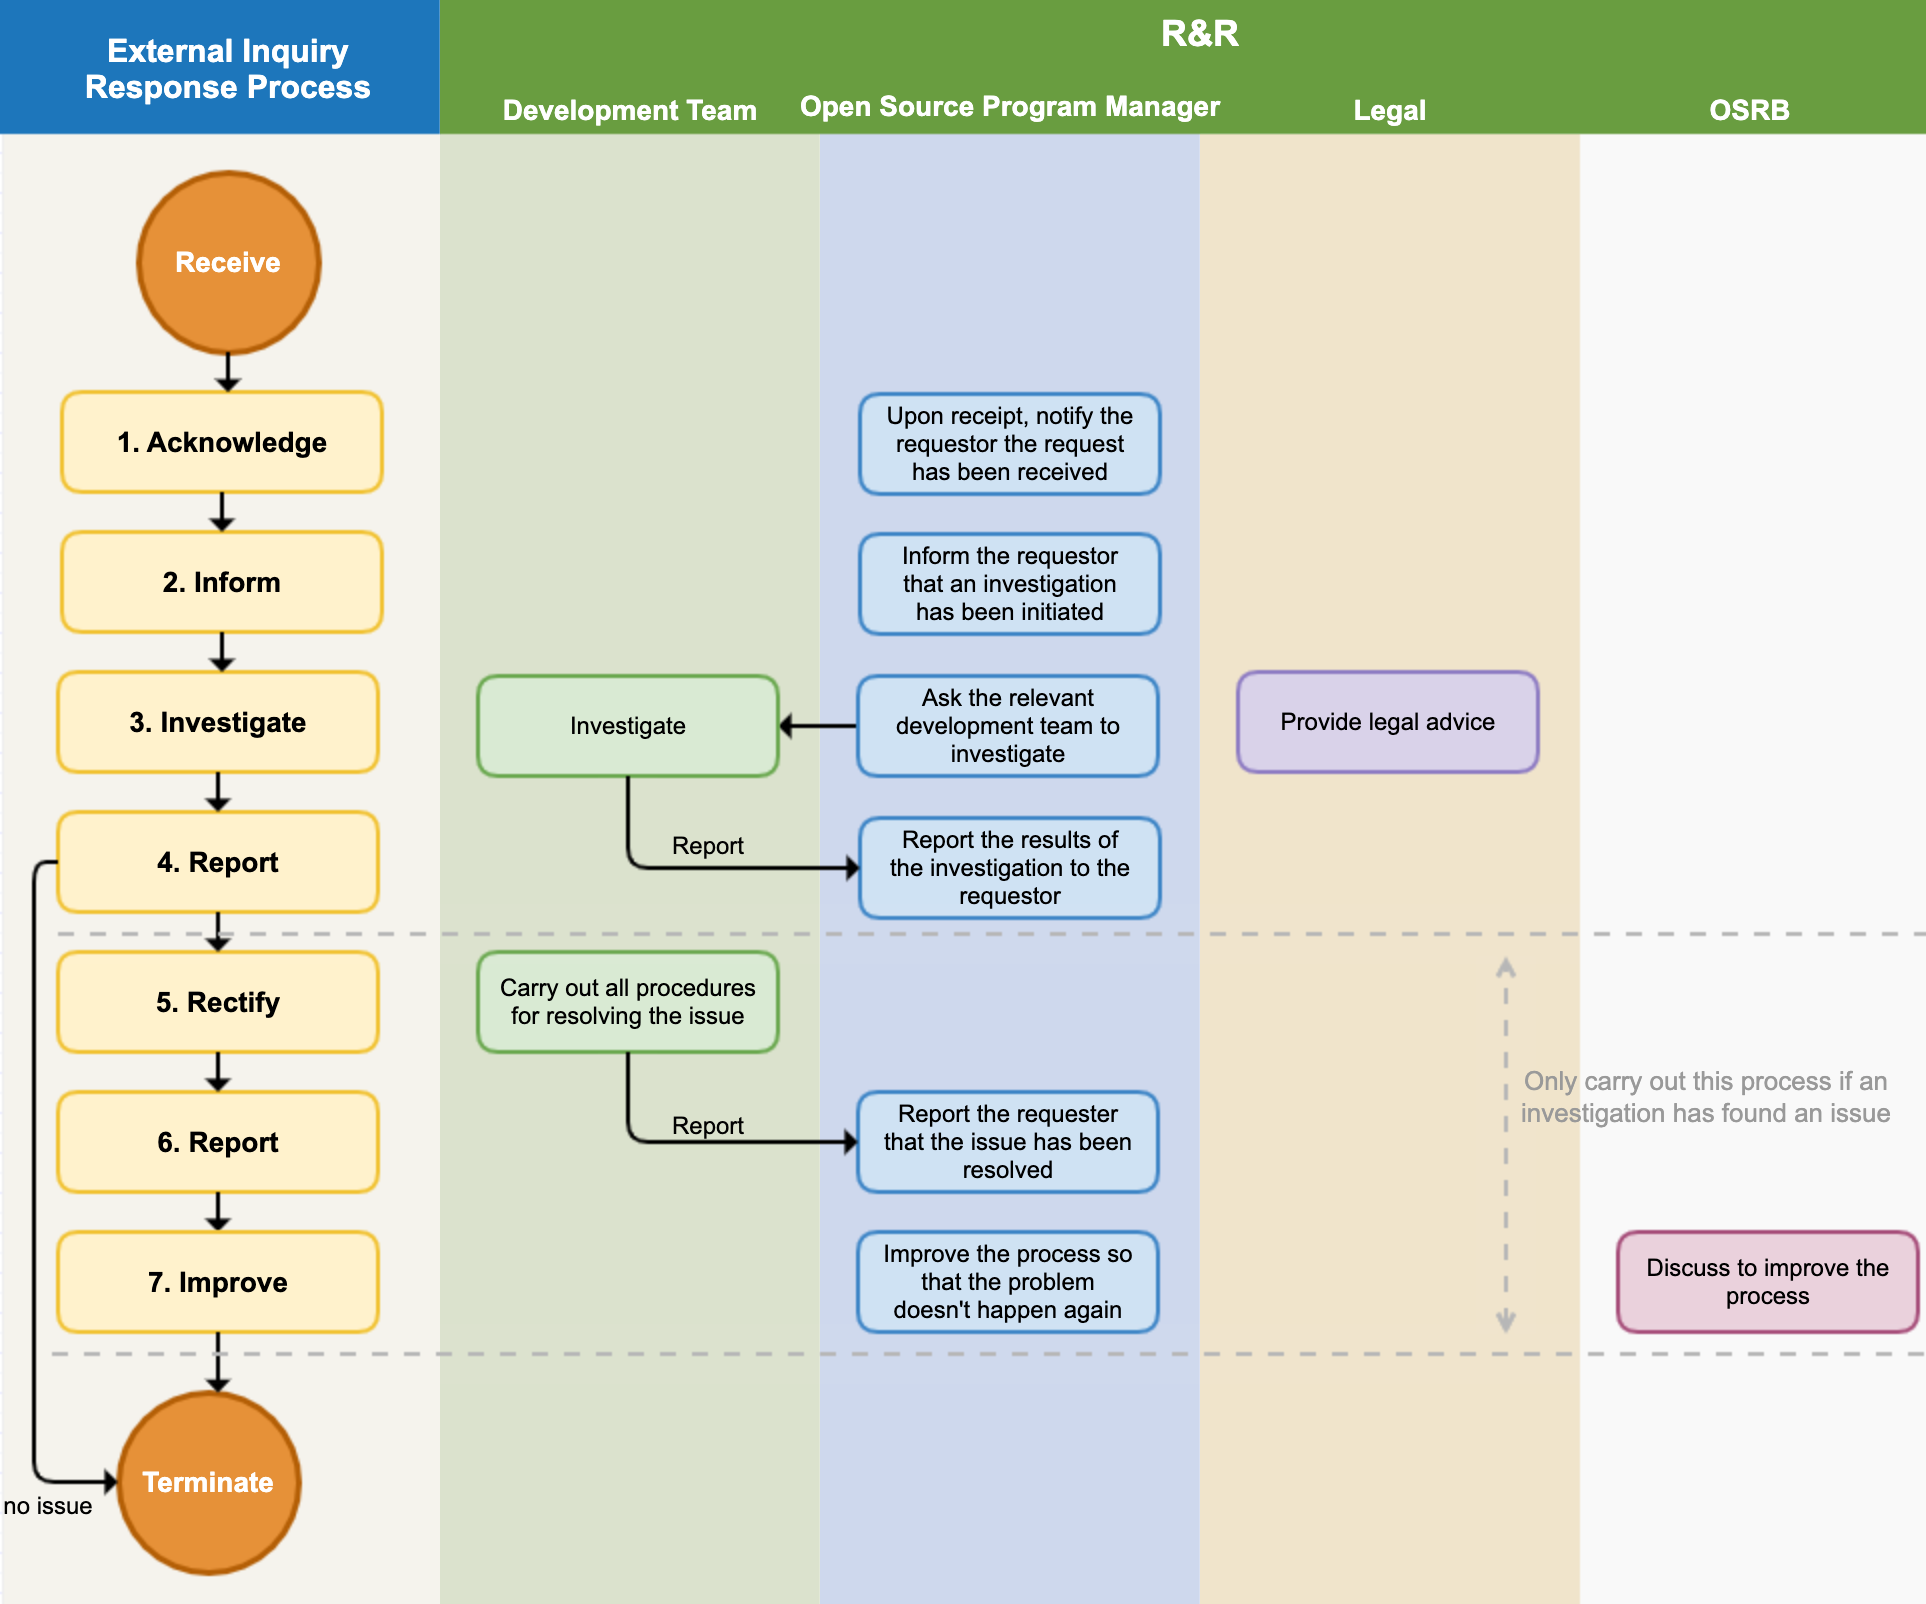 External Inquiry
Response Process
R&R
Development Team
Open Source Program Manager
Legal
OSRB
Receive
1. Acknowledge
Upon receipt, notify the
requestor the request
has been received
2. Inform
Inform the requestor
that an investigation
has been initiated
3. Investigate
Investigate
Ask the relevant
development team to
investigate
Provide legal advice
4. Report
Report
Report the results of
the investigation to the
requestor
5. Rectify
Carry out all procedures
for resolving the issue
Only carry out this process if an
investigation has found an issue
6. Report
Report
Report the requester
that the issue has been
resolved
7. Improve
Improve the process so
that the problem
doesn't happen again
Discuss to improve the
process
Terminate
no issue